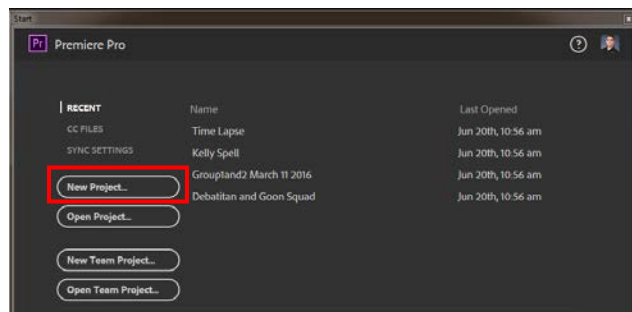 Start
Pr Premiere Pro
?
RECENT
CC FILES
SYNC SETTINGS
New Project...
Open Project...
New Team Project...
Open Team Project...
Name Last Opened
Time Lapse Jun 20th, 10:56 am
Kelly Spell Jun 20th, 10:56 am
Group1and2 March 11 2016 Jun 20th, 10:56 am
Debatitan and Goon Squad Jun 20th, 10:56 am